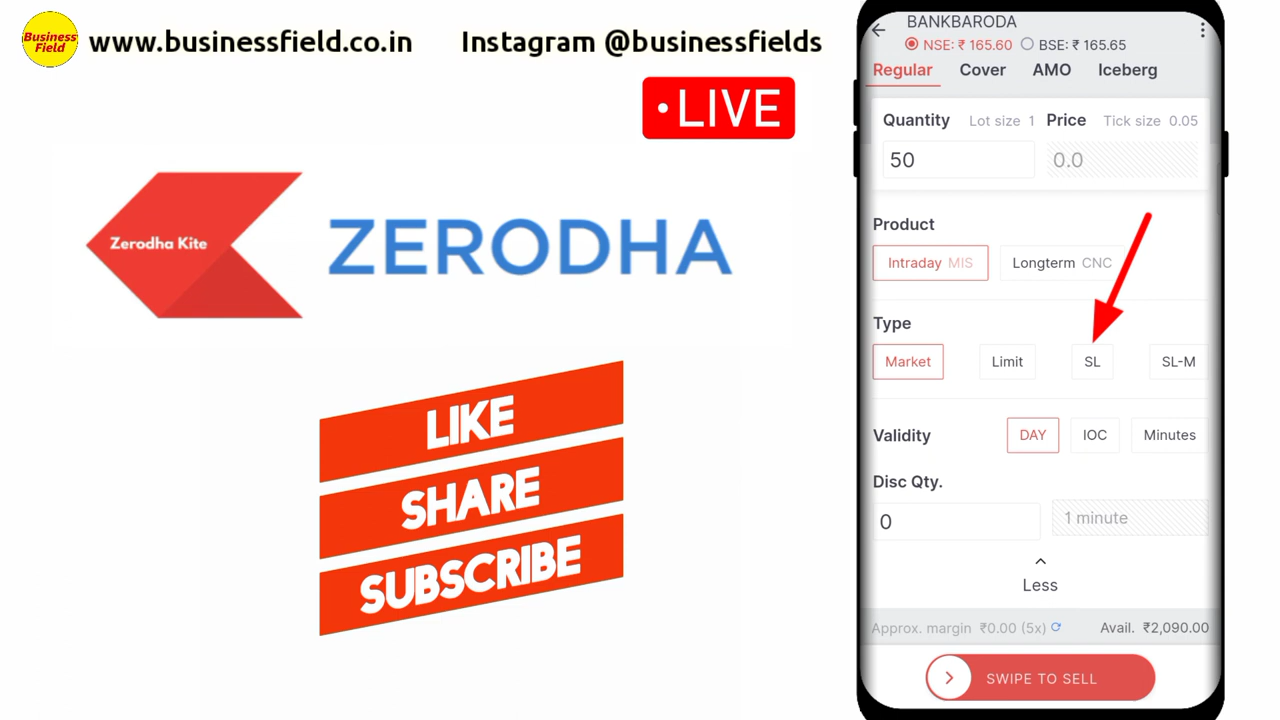 Business
Field
www.businessfield.co.in
Instagram @businessfields
• LIVE
Zerodha Kite
ZERODHA
LIKE
SHARE
SUBSCRIBE
BANKBARODA
NSE: ₹ 165.60 BSE: ₹ 165.65
Regular Cover AMO Iceberg
Quantity Lot size 1 Price Tick size 0.05
50 0.0
Product
Intraday MIS Longterm CNC
Type
Market Limit SL SL-M
Validity DAY IOC Minutes
Disc Qty.
0 1 minute
Less
Approx. margin ₹0.00 (5x) Avail. ₹2,090.00
SWIPE TO SELL